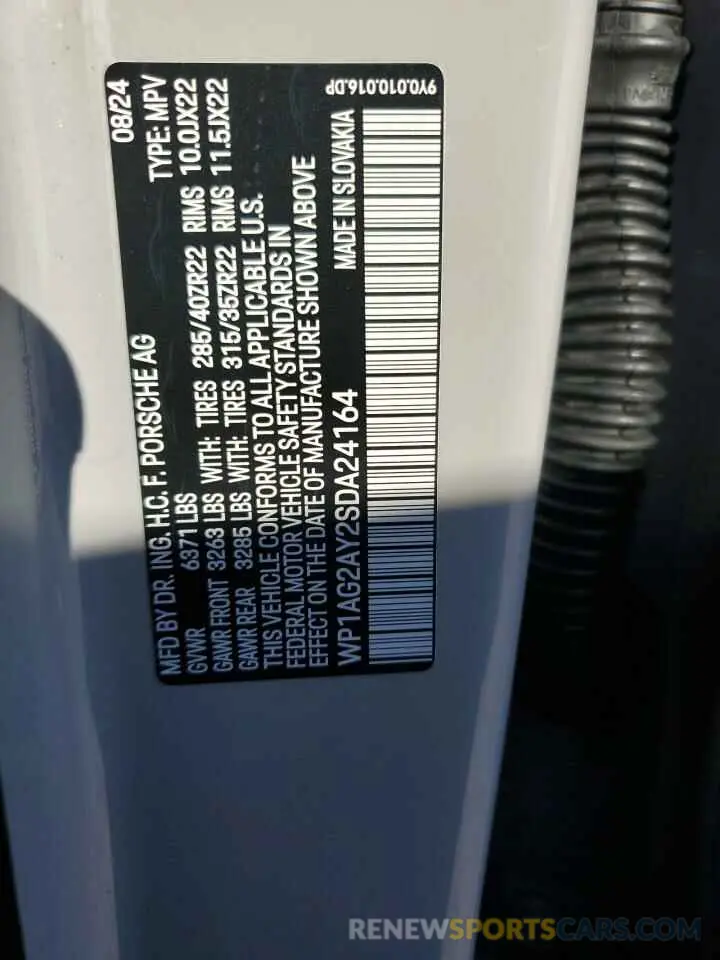 MFD BY DR. ING. H.C. F. PORSCHE AG 08/24
GVWR 6371 LBS TYPE: MPV
GAWR FRONT 3263 LBS WITH: TIRES 285/40ZR22 RIMS 10.0JX22
GAWR REAR 3285 LBS WITH: TIRES 315/35ZR22 RIMS 11.5JX22
THIS VEHICLE CONFORMS TO ALL APPLICABLE U.S.
FEDERAL MOTOR VEHICLE SAFETY STANDARDS IN
EFFECT ON THE DATE OF MANUFACTURE SHOWN ABOVE
WP1AG2AY2SDA24164 MADE IN SLOVAKIA
9Y0.010.016.DP
RENEWSPORTSCARS.COM